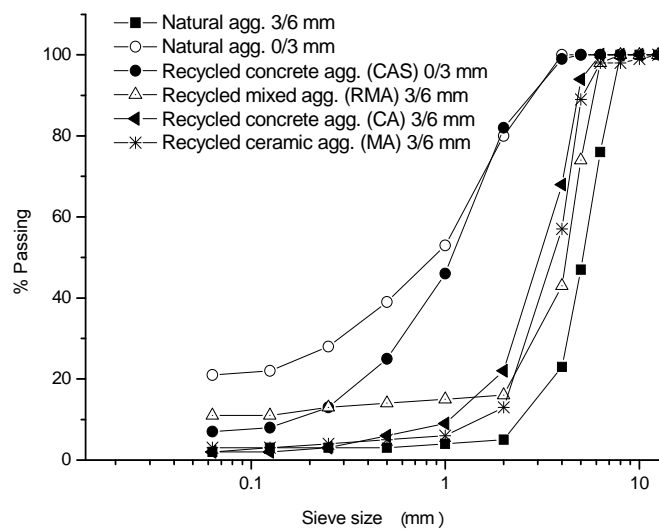 Natural agg. 3/6 mm
Natural agg. 0/3 mm
Recycled concrete agg. (CAS) 0/3 mm
Recycled mixed agg. (RMA) 3/6 mm
Recycled concrete agg. (CA) 3/6 mm
Recycled ceramic agg. (MA) 3/6 mm
100
80
60
40
20
0
% Passing
0.1 1 10
Sieve size (mm)